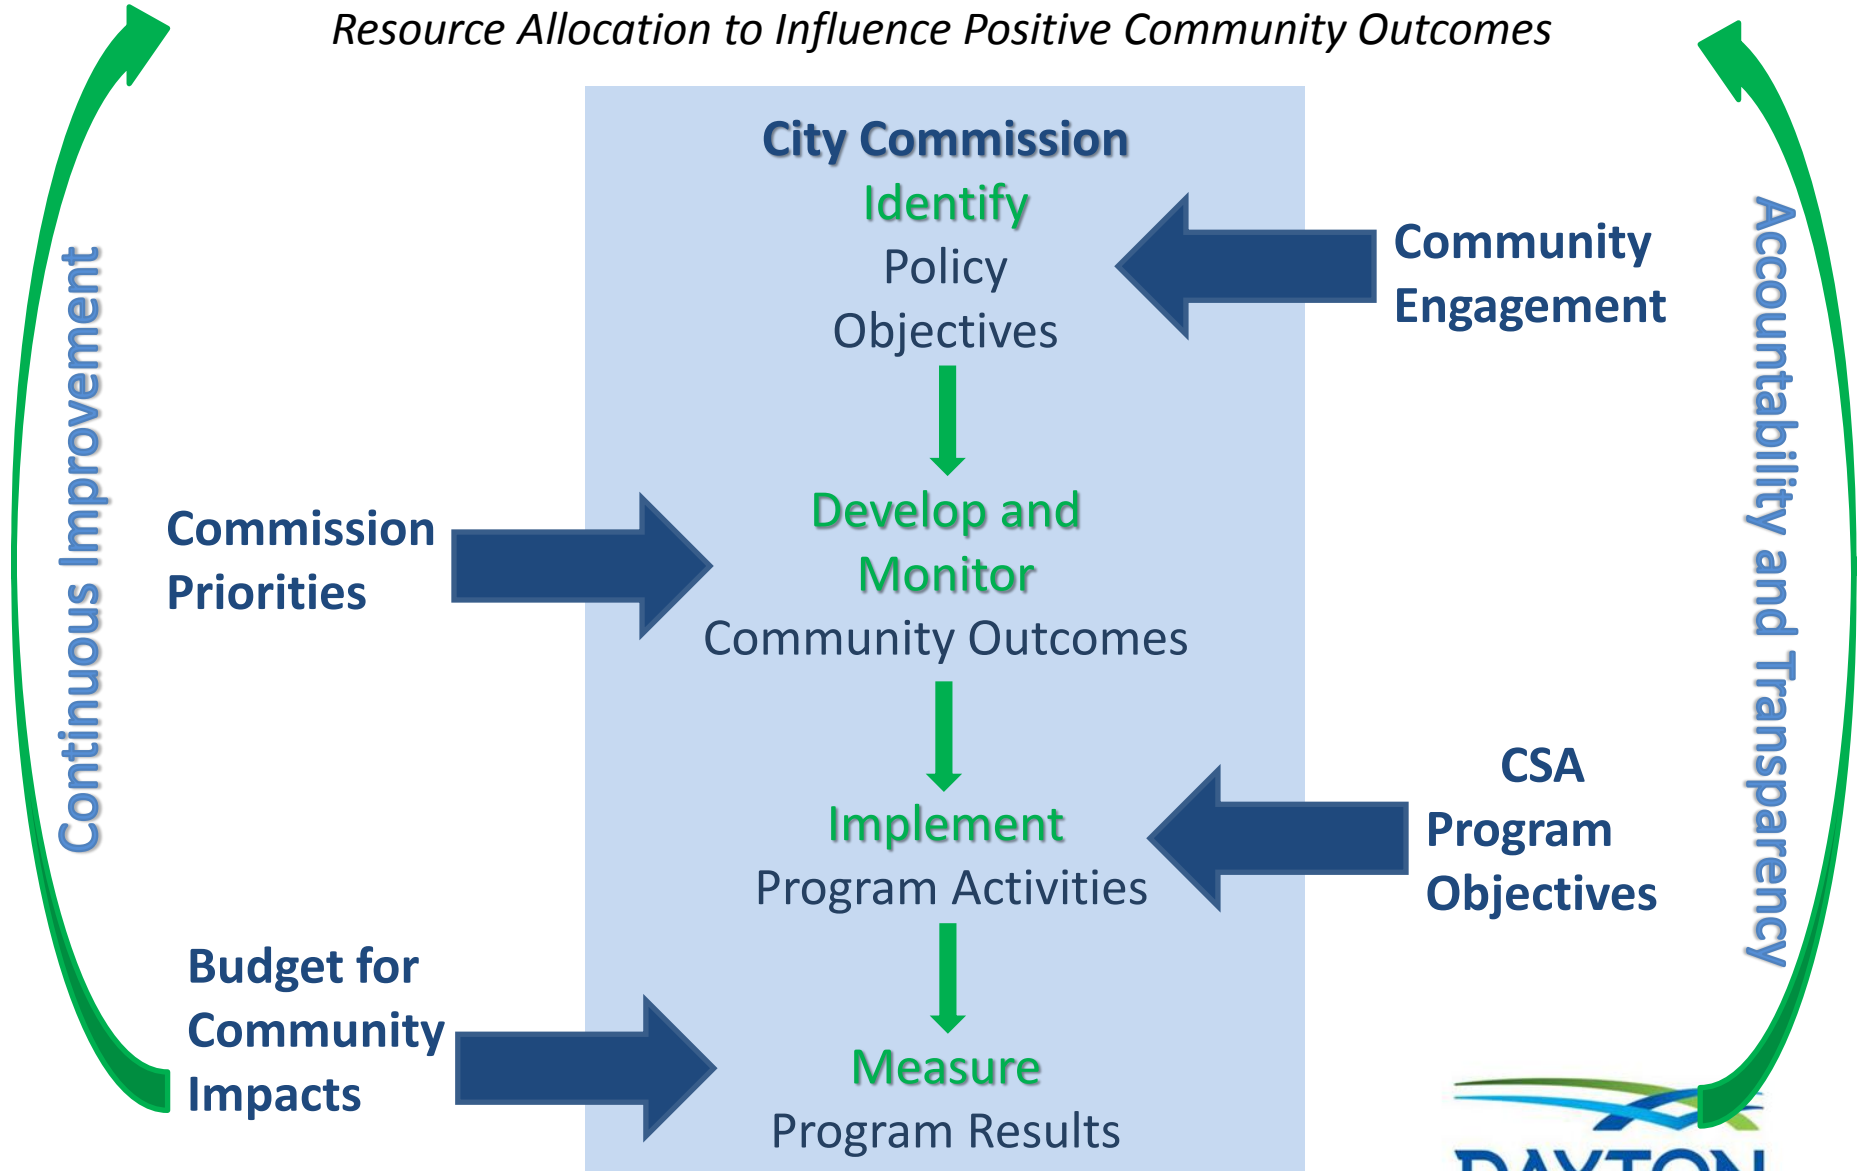 Resource Allocation to Influence Positive Community Outcomes
City Commission
Identify
Policy
Objectives
Community
Engagement
Continuous Improvement
Accountability and Transparency
Commission
Priorities
Develop and
Monitor
Community Outcomes
CSA
Program
Objectives
Implement
Program Activities
Budget for
Community
Impacts
Measure
Program Results
DAYTON